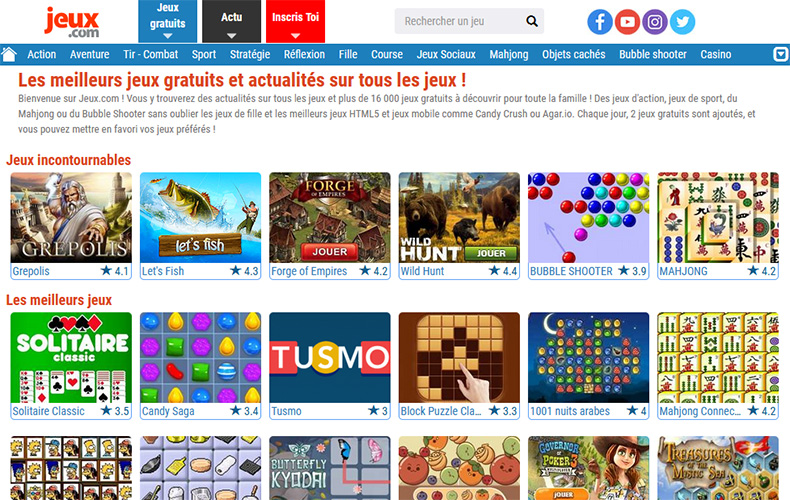 jeux
.com
Jeux
gratuits
Actu
Inscris Toi
Rechercher un jeu
Action Aventure Tir - Combat Sport Stratégie Réflexion Fille Course Jeux Sociaux Mahjong Objets cachés Bubble shooter Casino
Les meilleurs jeux gratuits et actualités sur tous les jeux !
Bienvenue sur Jeux.com ! Vous y trouverez des actualités sur tous les jeux et plus de 16 000 jeux gratuits à découvrir pour toute la famille ! Des jeux d'action, jeux de sport, du
Mahjong ou du Bubble Shooter sans oublier les jeux de fille et les meilleurs jeux HTML5 et jeux mobile comme Candy Crush ou Agar.io. Chaque jour, 2 jeux gratuits sont ajoutés, et
vous pouvez mettre en favori vos jeux préférés !
Jeux incontournables
GREPOLIS
let's fish
FORGE
OF EMPIRES
JOUER
WILD
HUNT
JOUER
Grepolis 4.1
Let's Fish 4.3
Forge of Empires 4.2
Wild Hunt 4.4
BUBBLE SHOOTER 3.9
MAHJONG 4.2
Les meilleurs jeux
SOLITAIRE
classic
TUSMO
Solitaire Classic 3.5
Candy Saga 3.4
Tusmo 3
Block Puzzle Cla... 3.3
1001 nuits arabes 4
Mahjong Connec... 4.2
BUTTERFLY
KYODAI
GOVERNOR
OF POKER 3
JOUER
TREASURES
OF THE
MYSTIC SEA